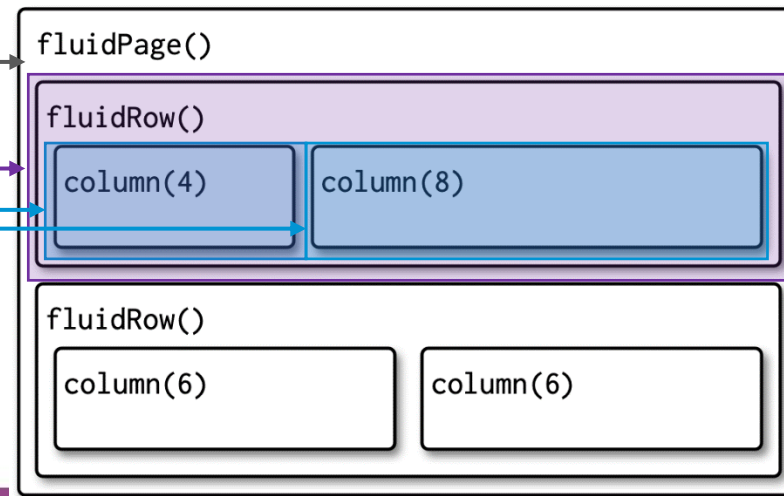 fluidPage()
fluidRow()
column(4) column(8)
fluidRow()
column(6) column(6)